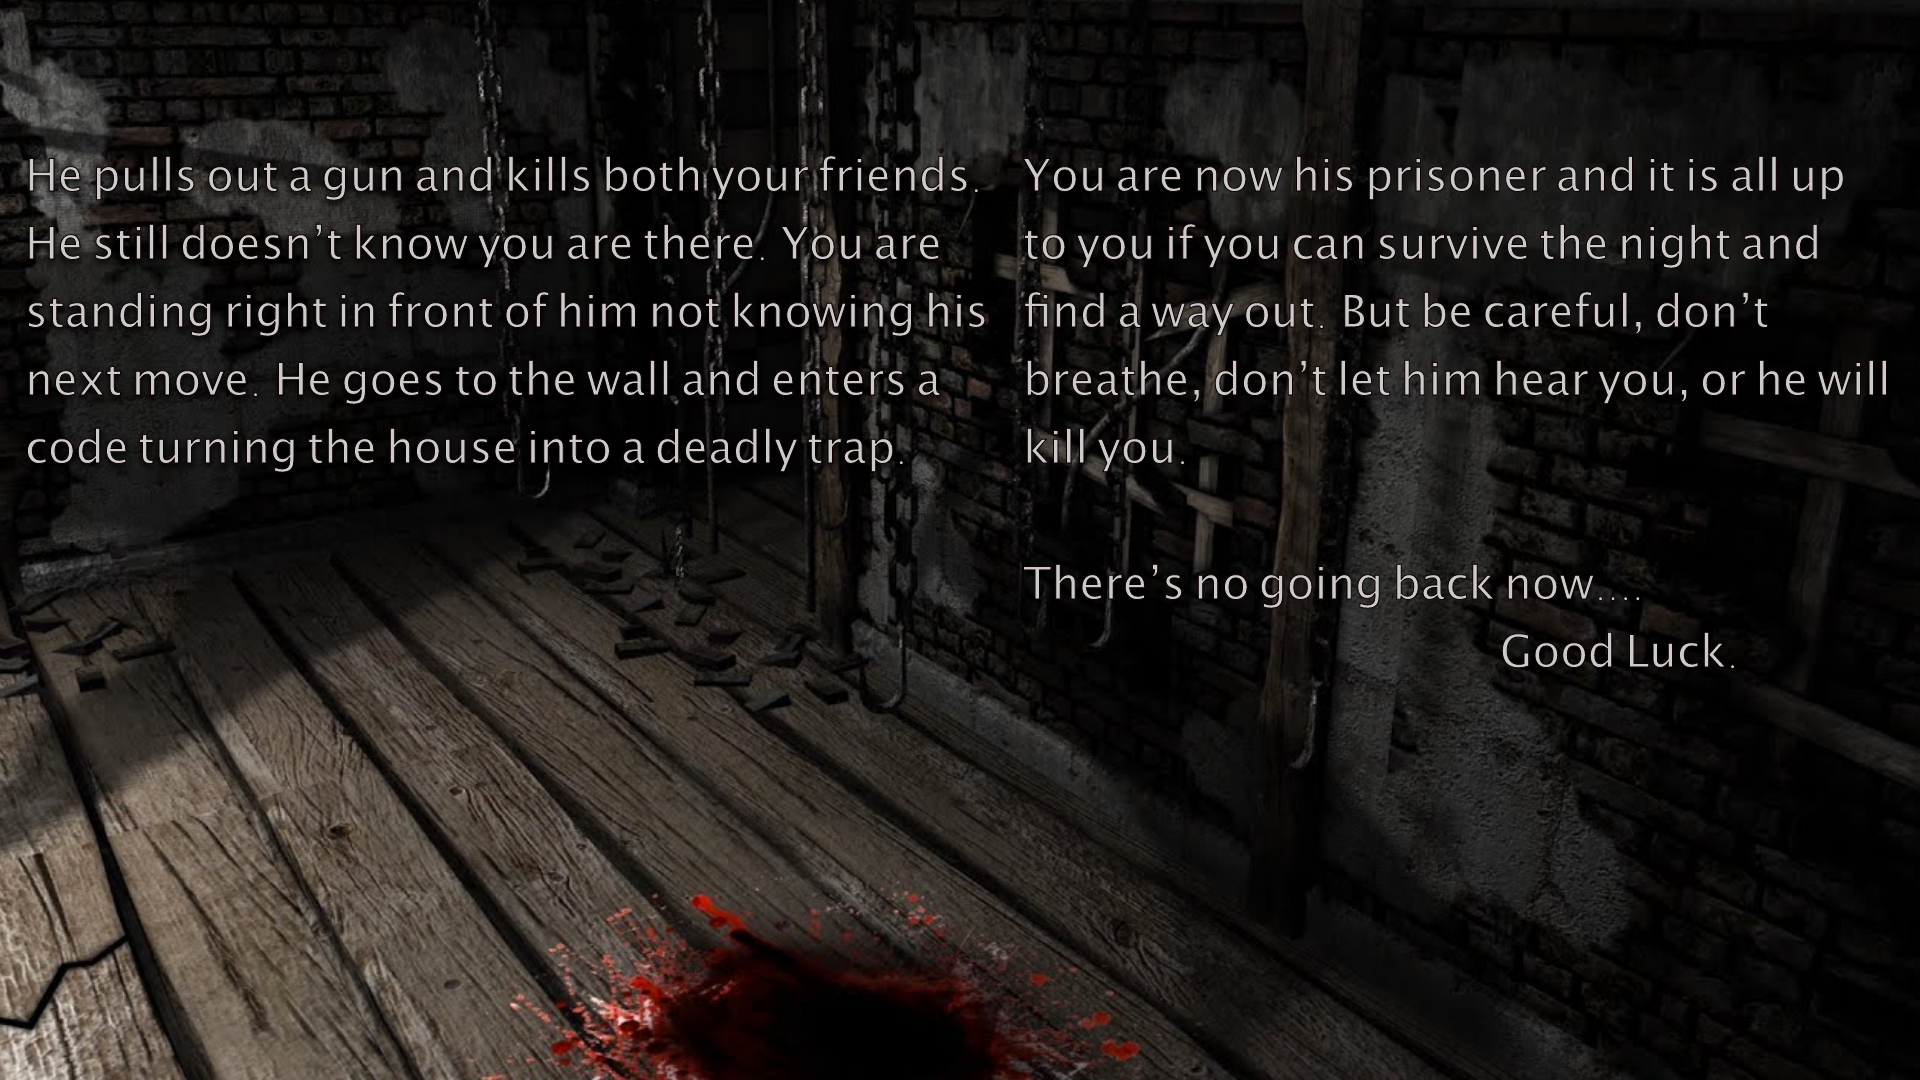 He pulls out a gun and kills both your friends.
He still doesn’t know you are there. You are
standing right in front of him not knowing his
next move. He goes to the wall and enters a
code turning the house into a deadly trap.
You are now his prisoner and it is all up
to you if you can survive the night and
find a way out. But be careful, don’t
breathe, don’t let him hear you, or he will
kill you.
There’s no going back now....
Good Luck.